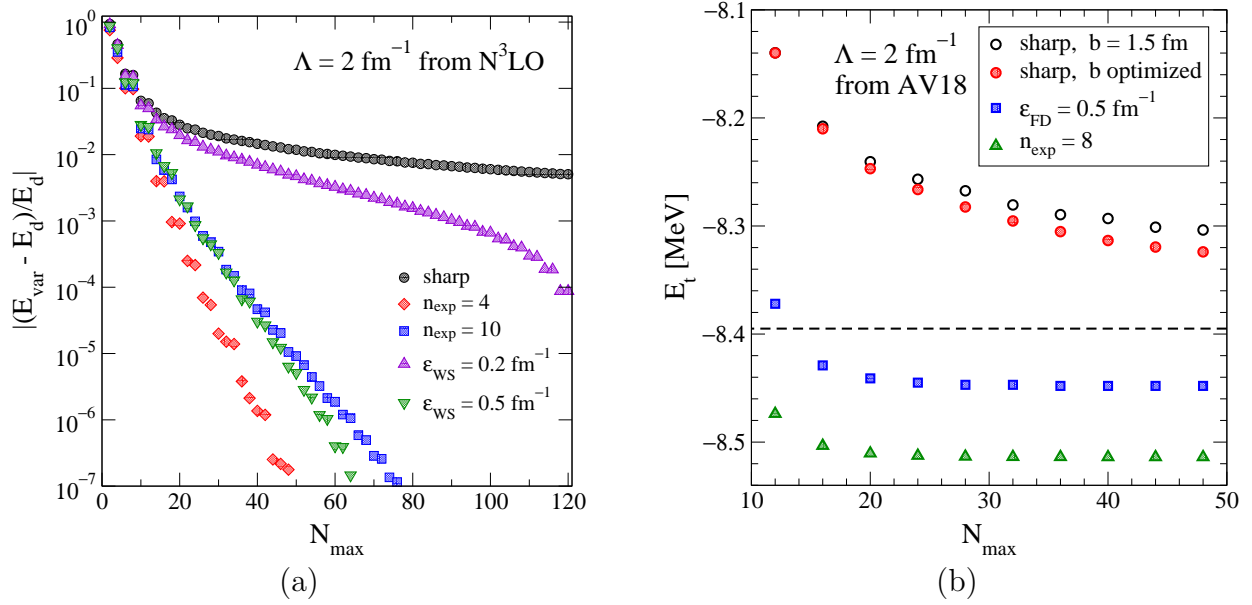 10^0
10^-1
10^-2
10^-3
10^-4
10^-5
10^-6
10^-7
|(E_var - E_d)/E_d|
Λ = 2 fm^-1 from N^3LO
sharp
n_exp = 4
n_exp = 10
ε_WS = 0.2 fm^-1
ε_WS = 0.5 fm^-1
0 20 40 60 80 100 120
N_max
(a)
−8.1
−8.2
−8.3
−8.4
−8.5
E_t [MeV]
Λ = 2 fm^-1
from AV18
sharp, b = 1.5 fm
sharp, b optimized
ε_FD = 0.5 fm^-1
n_exp = 8
10 20 30 40 50
N_max
(b)